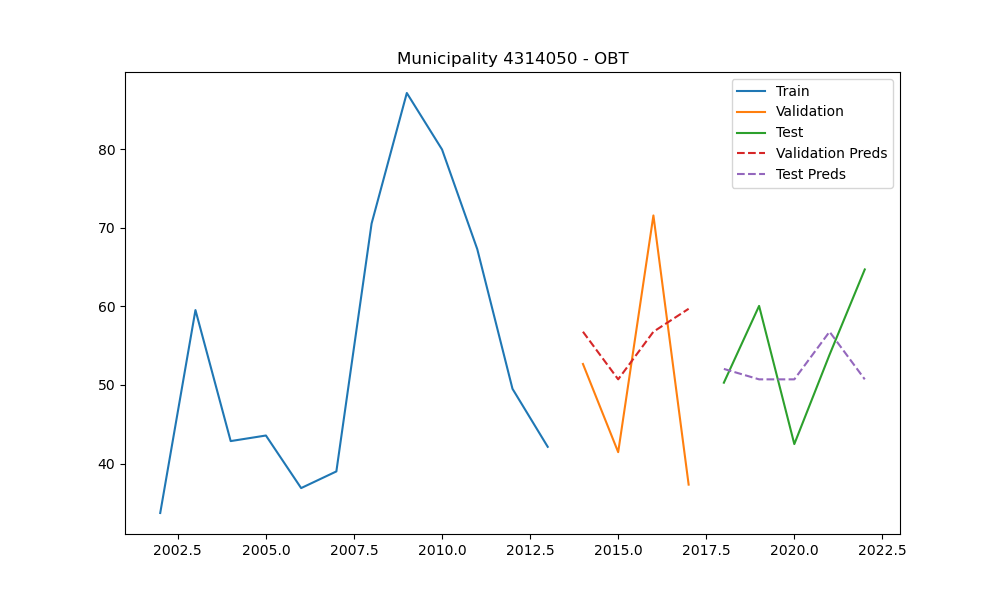 Municipality 4314050 - OBT
Train
Validation
Test
Validation Preds
Test Preds
80
70
60
50
40
2002.5 2005.0 2007.5 2010.0 2012.5 2015.0 2017.5 2020.0 2022.5